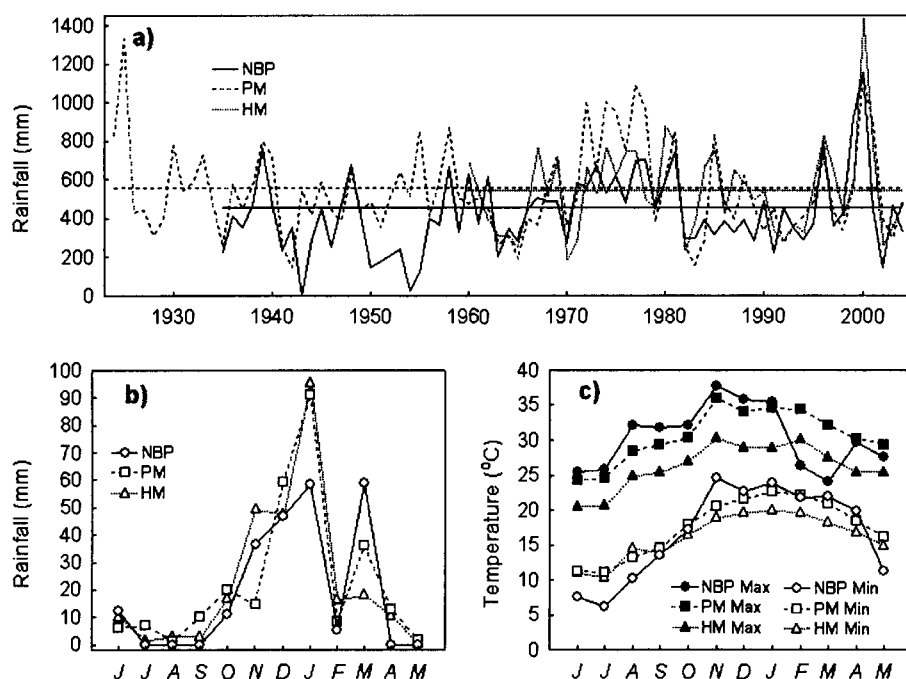 a)
1400
1200
1000
800
600
400
200
0
Rainfall (mm)
NBP
PM
HM
1930 1940 1950 1960 1970 1980 1990 2000
b)
100
90
80
70
60
50
40
30
20
10
0
Rainfall (mm)
NBP
PM
HM
J J A S O N D J F M A M
c)
40
35
30
25
20
15
10
5
0
Temperature (⁰C)
NBP Max NBP Min
PM Max PM Min
HM Max HM Min
J J A S O N D J F M A M